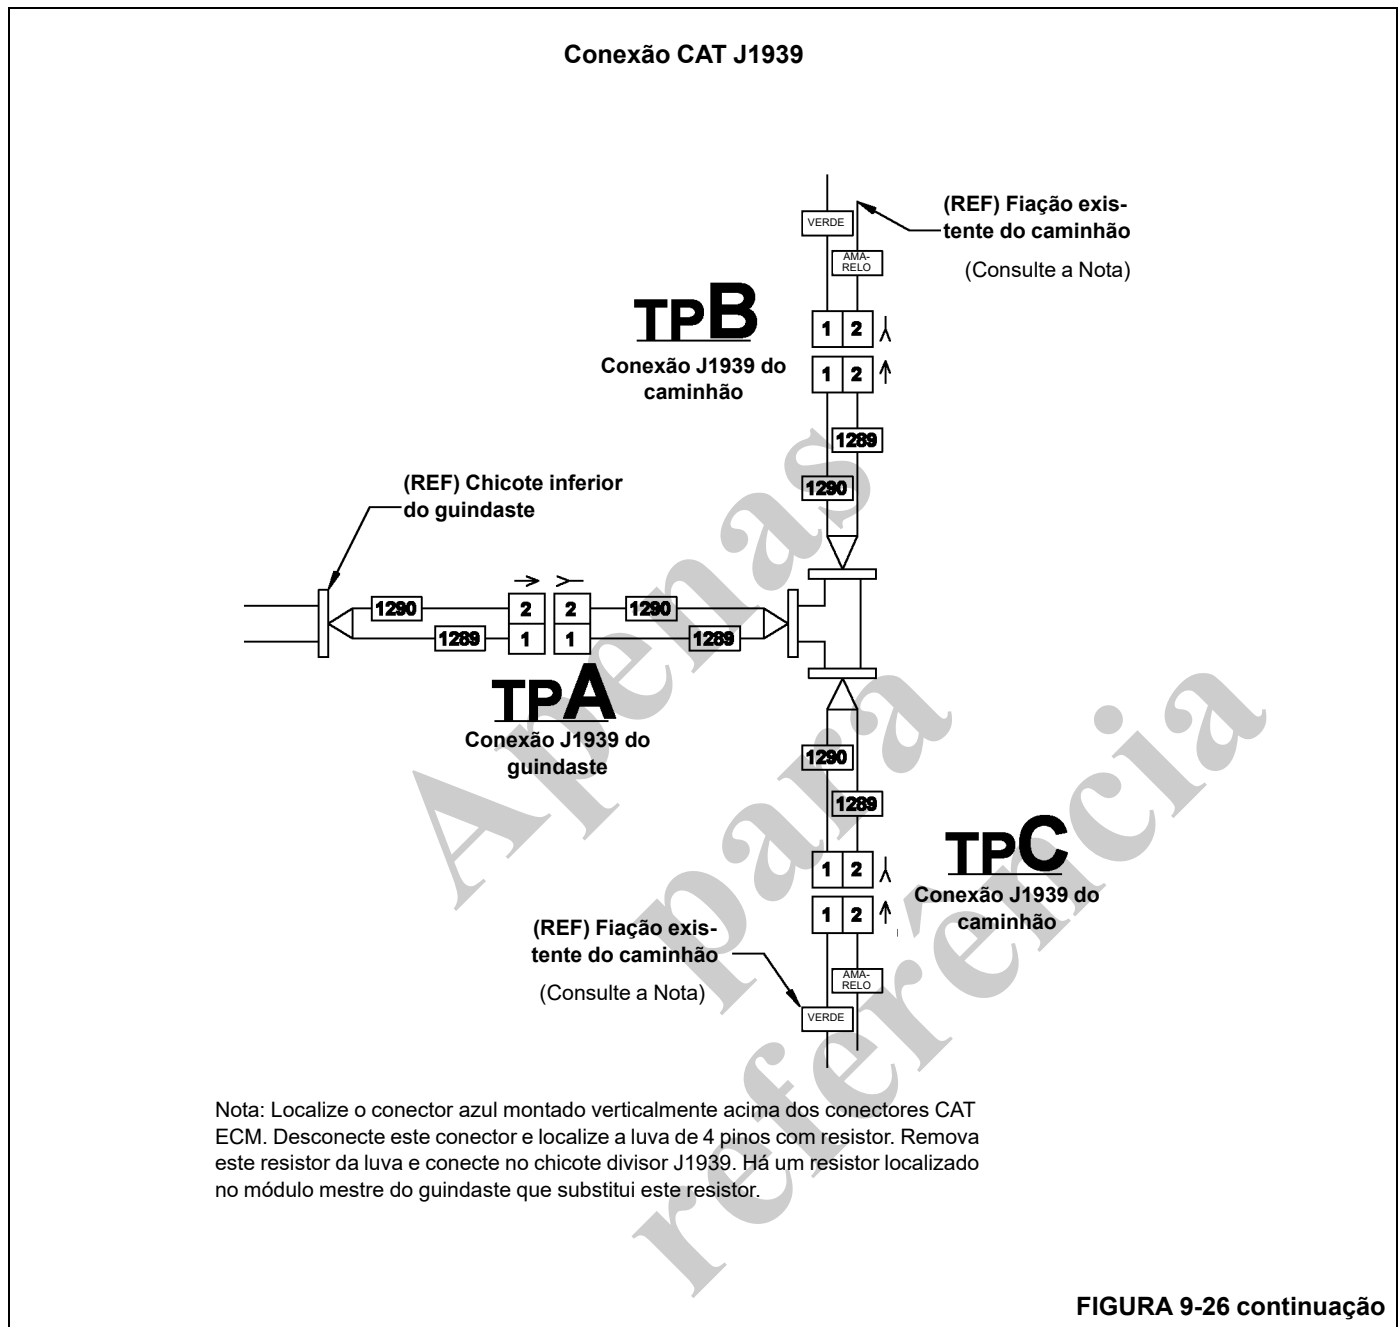 Conexão CAT J1939
VERDE
(REF) Fiação exis-
tente do caminhão
(Consulte a Nota)
AMA-
RELO
TPB
Conexão J1939 do
caminhão
1 2
1 2
1289
1290
(REF) Chicote inferior
do guindaste
1290 2 2 1290
1289 1 1 1289
TPA
Conexão J1939 do
guindaste
1290
1289
1 2
1 2
TPC
Conexão J1939 do
caminhão
(REF) Fiação exis-
tente do caminhão
(Consulte a Nota)
AMA-
RELO
VERDE
Nota: Localize o conector azul montado verticalmente acima dos conectores CAT
ECM. Desconecte este conector e localize a luva de 4 pinos com resistor. Remova
este resistor da luva e conecte no chicote divisor J1939. Há um resistor localizado
no módulo mestre do guindaste que substitui este resistor.
FIGURA 9-26 continuação
Apenas
para
referência